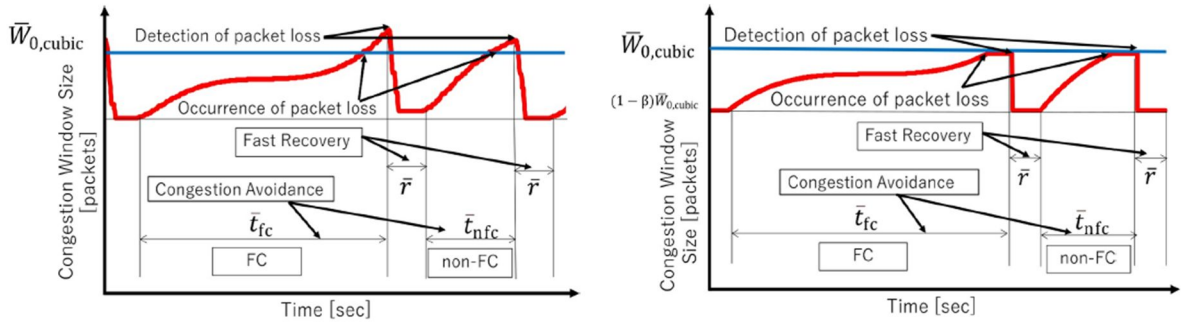 W̄0,cubic
Detection of packet loss
Occurrence of packet loss
Fast Recovery
r̄
r̄
Congestion Avoidance
t̄fc
t̄nfc
FC
non-FC
Congestion Window Size
[packets]
Time [sec]
W̄0,cubic
Detection of packet loss
(1 − β)W̄0,cubic
Occurrence of packet loss
Fast Recovery
r̄
r̄
Congestion Avoidance
t̄fc
t̄nfc
FC
non-FC
Congestion Window
Size [packets]
Time [sec]